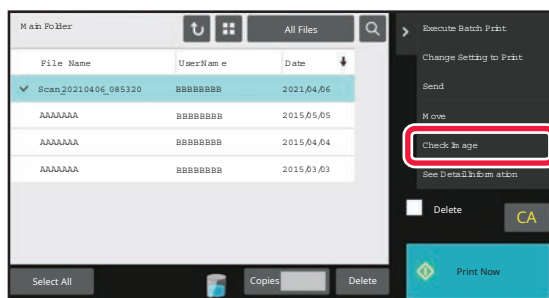 Main Folder
All Files
File Name UserName Date
Scan_20210406_085320 BBBBBBBB 2021/04/06
AAAAAAA BBBBBBBB 2015/05/05
AAAAAAA BBBBBBBB 2015/04/04
AAAAAAA BBBBBBBB 2015/03/03
Select All
Copies
Delete
Execute Batch Print
Change Setting to Print
Send
Move
Check Image
See Detail Information
Delete
CA
Print Now